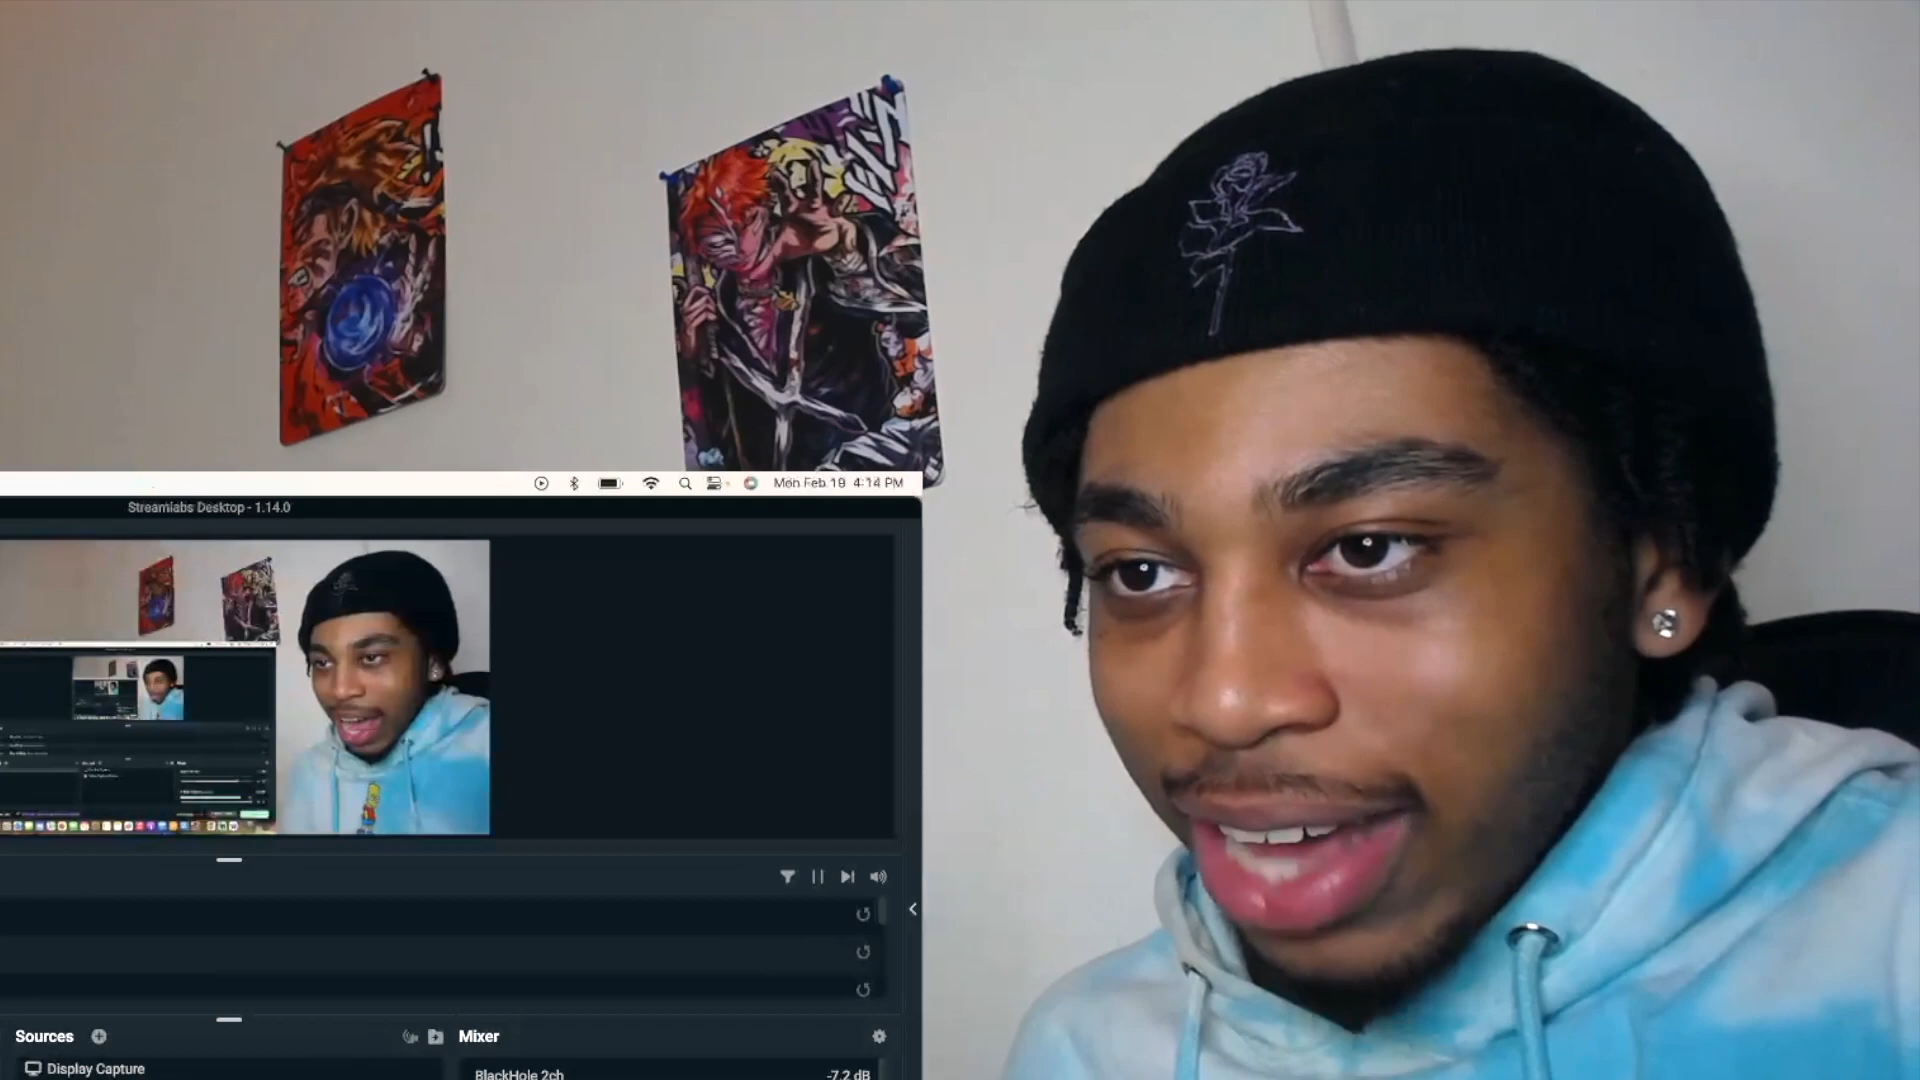 Mon Feb 19 4:14 PM
Streamlabs Desktop - 1.14.0
Sources
Mixer
Display Capture
BlackHole 2ch
-7.2 dB